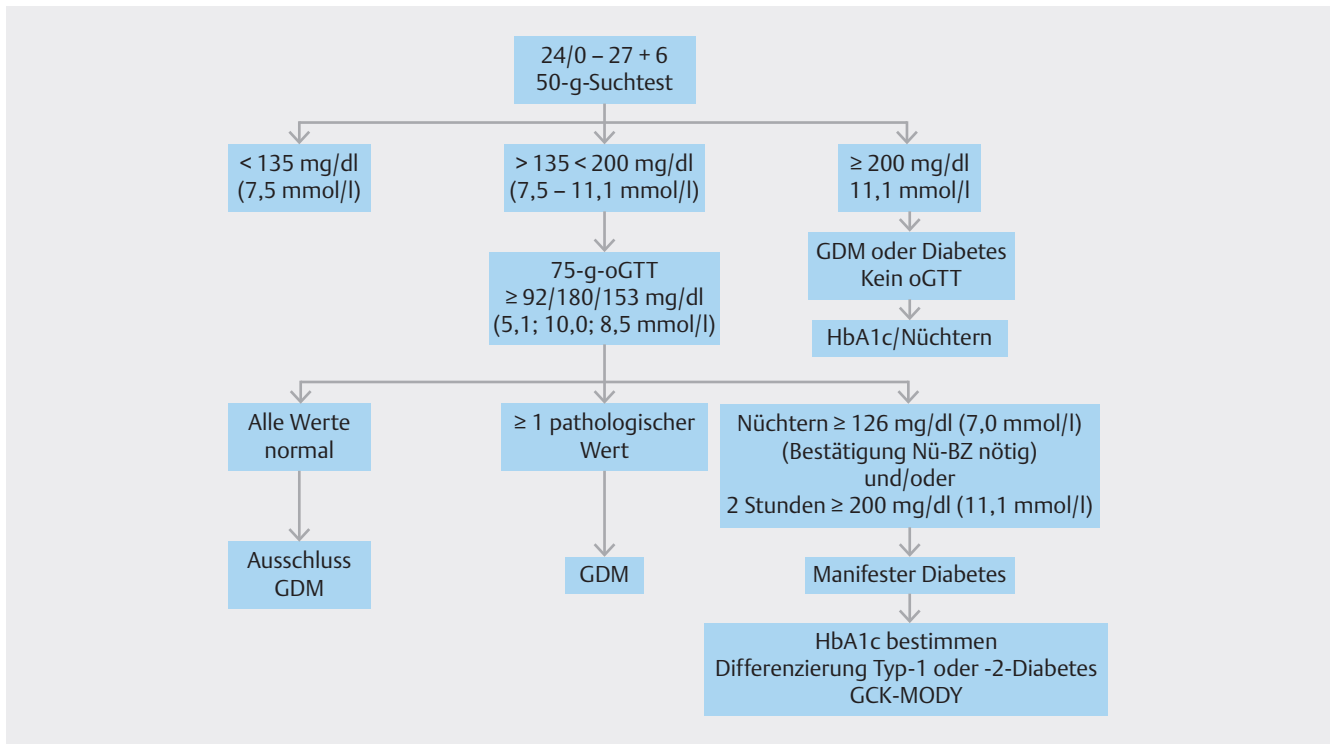 24/0 – 27 + 6
50-g-Suchtest
< 135 mg/dl
(7,5 mmol/l)
> 135 < 200 mg/dl
(7,5 – 11,1 mmol/l)
≥ 200 mg/dl
11,1 mmol/l
GDM oder Diabetes
Kein oGTT
HbA1c/Nüchtern
75-g-oGTT
≥ 92/180/153 mg/dl
(5,1; 10,0; 8,5 mmol/l)
Alle Werte
normal
≥ 1 pathologischer
Wert
Nüchtern ≥ 126 mg/dl (7,0 mmol/l)
(Bestätigung Nü-BZ nötig)
und/oder
2 Stunden ≥ 200 mg/dl (11,1 mmol/l)
Ausschluss
GDM
GDM
Manifester Diabetes
HbA1c bestimmen
Differenzierung Typ-1 oder -2-Diabetes
GCK-MODY